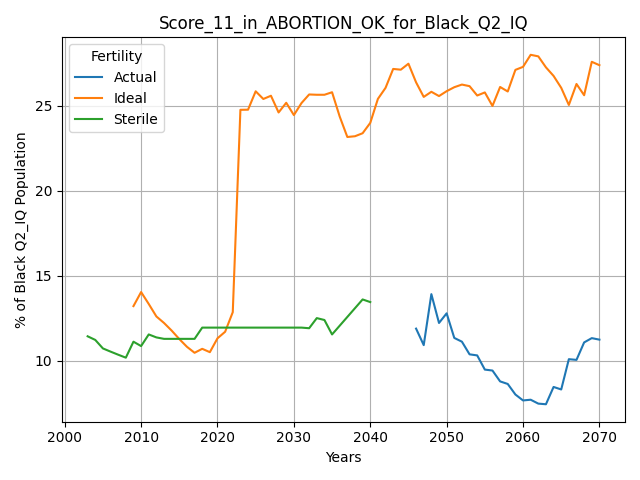 Score_11_in_ABORTION_OK_for_Black_Q2_IQ
Fertility
Actual
Ideal
Sterile
% of Black Q2_IQ Population
25
20
15
10
2000 2010 2020 2030 2040 2050 2060 2070
Years